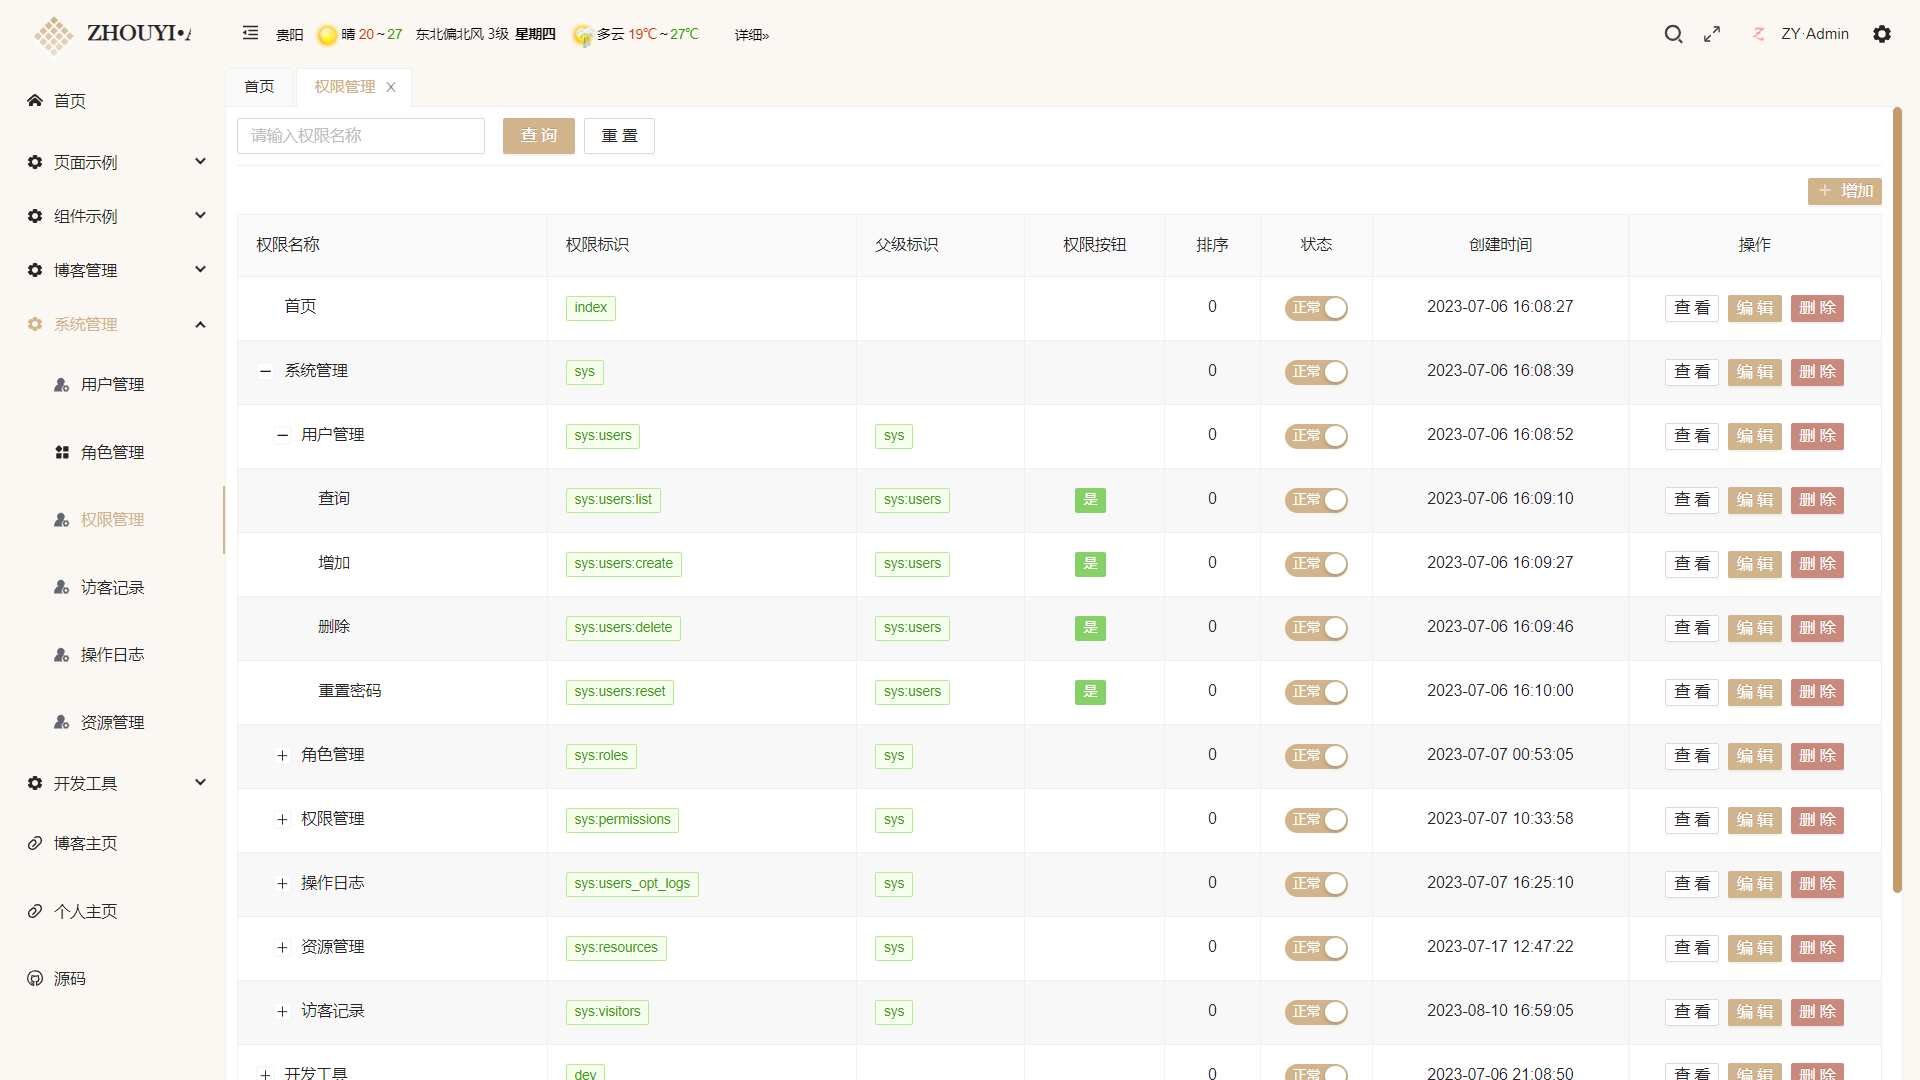 ZHOUYI•A
贵阳 晴 20~27 东北偏北风 3级 星期四 多云 19℃~27℃ 详细»
ZY·Admin
首页
页面示例
组件示例
博客管理
系统管理
用户管理
角色管理
权限管理
访客记录
操作日志
资源管理
开发工具
博客主页
个人主页
源码
首页 权限管理
请输入权限名称 查询 重置
增加
权限名称 权限标识 父级标识 权限按钮 排序 状态 创建时间 操作
首页 index 0 正常 2023-07-06 16:08:27 查看 编辑 删除
系统管理 sys 0 正常 2023-07-06 16:08:39 查看 编辑 删除
用户管理 sys:users sys 0 正常 2023-07-06 16:08:52 查看 编辑 删除
查询 sys:users:list sys:users 是 0 正常 2023-07-06 16:09:10 查看 编辑 删除
增加 sys:users:create sys:users 是 0 正常 2023-07-06 16:09:27 查看 编辑 删除
删除 sys:users:delete sys:users 是 0 正常 2023-07-06 16:09:46 查看 编辑 删除
重置密码 sys:users:reset sys:users 是 0 正常 2023-07-06 16:10:00 查看 编辑 删除
角色管理 sys:roles sys 0 正常 2023-07-07 00:53:05 查看 编辑 删除
权限管理 sys:permissions sys 0 正常 2023-07-07 10:33:58 查看 编辑 删除
操作日志 sys:users_opt_logs sys 0 正常 2023-07-07 16:25:10 查看 编辑 删除
资源管理 sys:resources sys 0 正常 2023-07-17 12:47:22 查看 编辑 删除
访客记录 sys:visitors sys 0 正常 2023-08-10 16:59:05 查看 编辑 删除
开发工具 dev 0 正常 2023-07-06 21:08:50 查看 编辑 删除